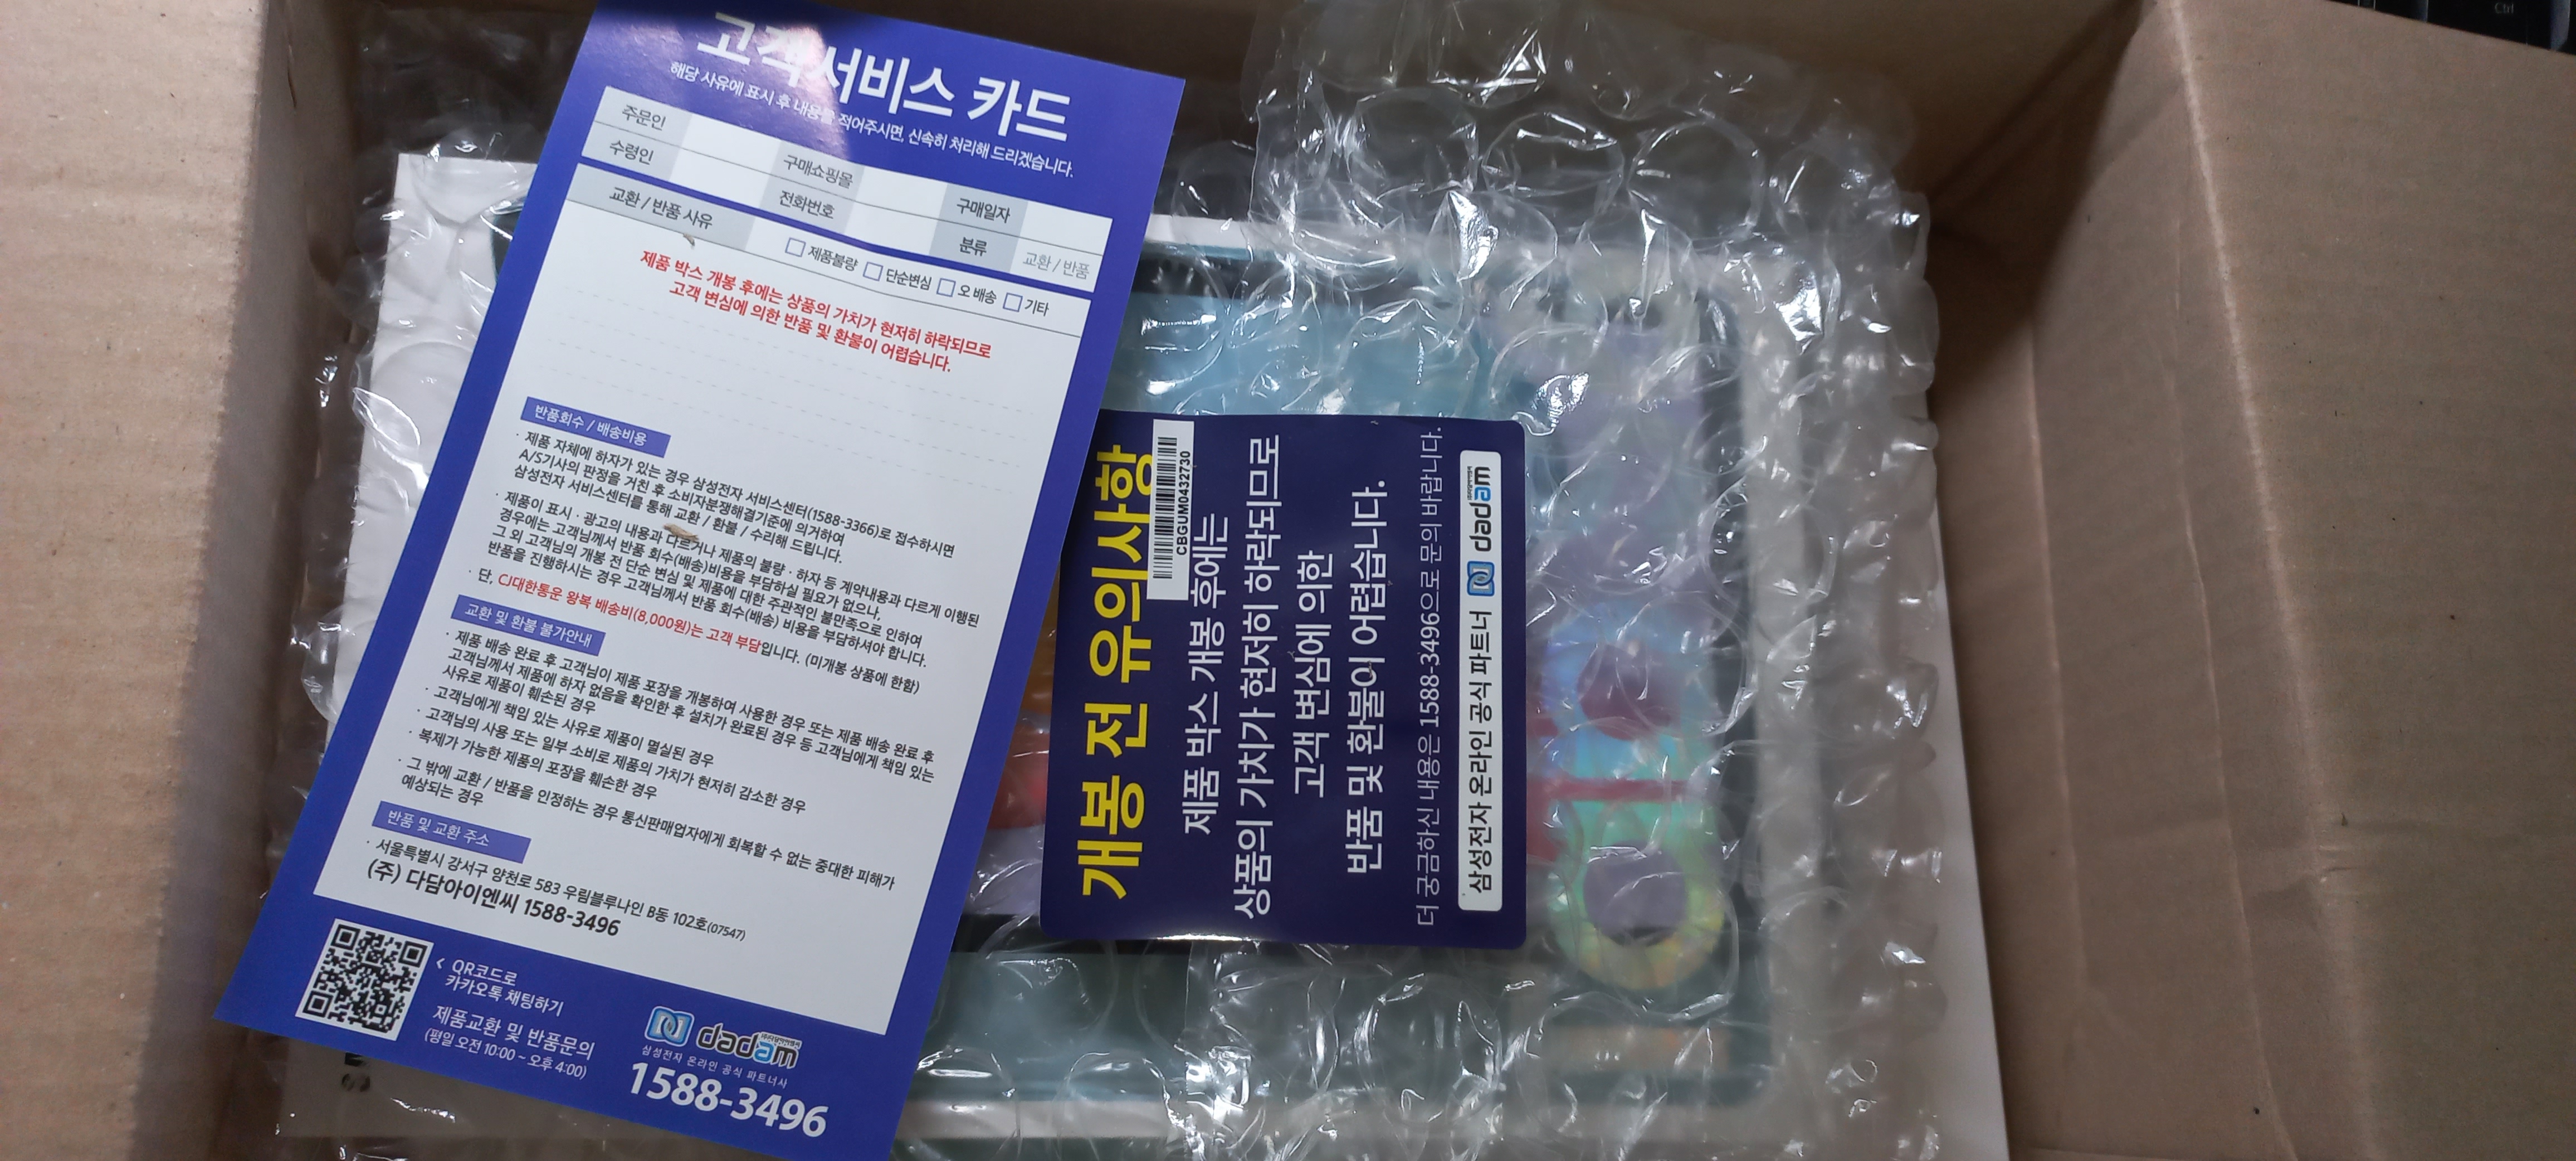 고객서비스 카드
해당 사유에 표시 후 내용을 적어주시면, 신속히 처리해 드리겠습니다.
주문인 구매쇼핑몰 구매일자
수령인 전화번호 분류 교환 / 반품
교환 / 반품 사유 제품불량 단순변심 오 배송 기타
제품 박스 개봉 후에는 상품의 가치가 현저히 하락되므로
고객 변심에 의한 반품 및 환불이 어렵습니다.
반품회수 / 배송비용
· 제품 자체에 하자가 있는 경우 삼성전자 서비스센터(1588-3366)로 접수하시면
A/S기사의 판정을 거친 후 소비자분쟁해결기준에 의거하여
삼성전자 서비스센터를 통해 교환 / 환불 / 수리해 드립니다.
· 제품이 표시 · 광고의 내용과 다르거나 제품의 불량 · 하자 등 계약내용과 다르게 이행된
경우에는 고객님께서 반품 회수(배송)비용을 부담하실 필요가 없으나,
그 외 고객님의 개봉 전 단순 변심 및 제품에 대한 주관적인 불만족으로 인하여
반품을 진행하시는 경우 고객님께서 반품 회수(배송) 비용을 부담하셔야 합니다.
· 단, CJ대한통운 왕복 배송비(8,000원)는 고객 부담입니다. (미개봉 상품에 한함)
교환 및 환불 불가안내
· 제품 배송 완료 후 고객님이 제품 포장을 개봉하여 사용한 경우 또는 제품 배송 완료 후
고객님께서 제품에 하자 없음을 확인한 후 설치가 완료된 경우 등 고객님에게 책임 있는
사유로 제품이 훼손된 경우
· 고객님에게 책임 있는 사유로 제품이 멸실된 경우
· 고객님의 사용 또는 일부 소비로 제품의 가치가 현저히 감소한 경우
· 복제가 가능한 제품의 포장을 훼손한 경우
· 그 밖에 교환 / 반품을 인정하는 경우 통신판매업자에게 회복할 수 없는 중대한 피해가
예상되는 경우
반품 및 교환 주소
· 서울특별시 강서구 양천로 583 우림블루나인 B동 102호(07547)
(주) 다담아이엔씨 1588-3496
< QR코드로
카카오톡 채팅하기
제품교환 및 반품문의
(평일 오전 10:00 ~ 오후 4:00)
dadam
삼성전자 온라인 공식 파트너사
1588-3496
개봉 전 유의사항
CBGUM0432730
제품 박스 개봉 후에는
상품의 가치가 현저히 하락되므로
고객 변심에 의한
반품 및 환불이 어렵습니다.
더 궁금하신 내용은 1588-3496으로 문의 바랍니다.
삼성전자 온라인 공식 파트너 dadam
Ctrl